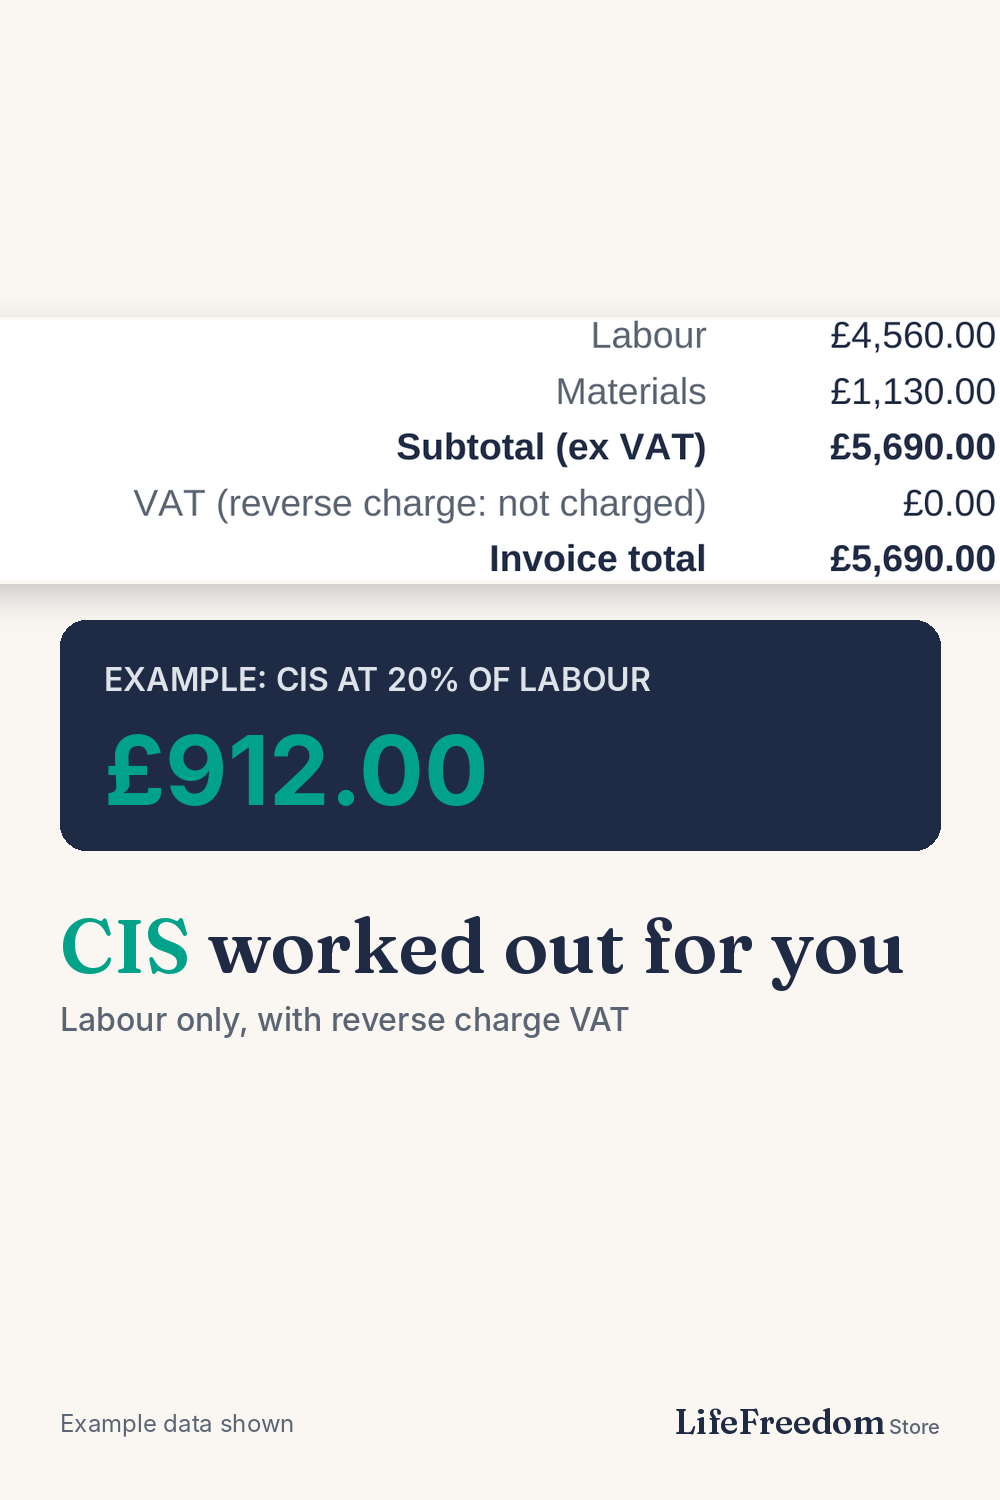 Labour £4,560.00
Materials £1,130.00
Subtotal (ex VAT) £5,690.00
VAT (reverse charge: not charged) £0.00
Invoice total £5,690.00
EXAMPLE: CIS AT 20% OF LABOUR
£912.00
CIS worked out for you
Labour only, with reverse charge VAT
Example data shown
LifeFreedom Store